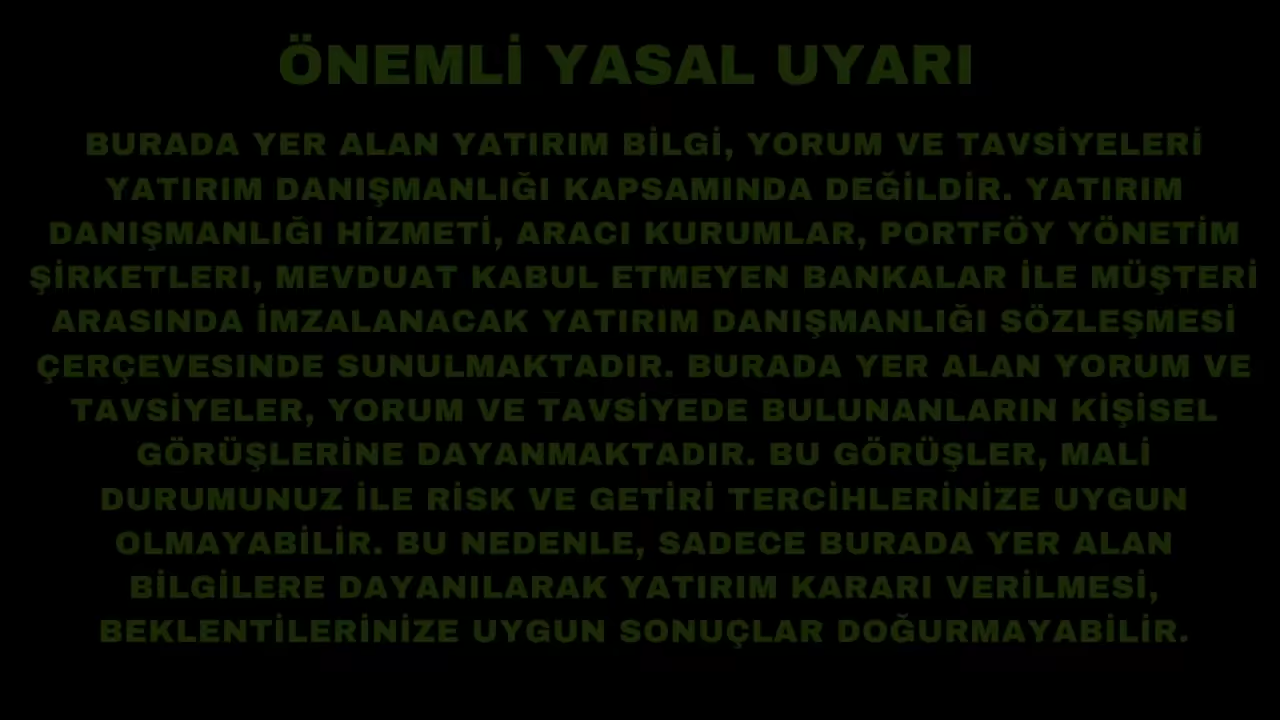 ÖNEMLİ YASAL UYARI
BURADA YER ALAN YATIRIM BİLGİ, YORUM VE TAVSİYELERİ
YATIRIM DANIŞMANLIĞI KAPSAMINDA DEĞİLDİR. YATIRIM
DANIŞMANLIĞI HİZMETİ, ARACI KURUMLAR, PORTFÖY YÖNETİM
ŞİRKETLERI, MEVDUAT KABUL ETMEYEN BANKALAR İLE MÜŞTERİ
ARASINDA İMZALANACAK YATIRIM DANIŞMANLIĞI SÖZLEŞMESİ
ÇERÇEVESINDE SUNULMAKTADIR. BURADA YER ALAN YORUM VE
TAVSİYELER, YORUM VE TAVSİYEDE BULUNANLARIN KİŞİSEL
GÖRÜŞLERİNE DAYANMAKTADIR. BU GÖRÜŞLER, MALİ
DURUMUNUZ İLE RİSK VE GETİRİ TERCİHLERİNİZE UYGUN
OLMAYABİLİR. BU NEDENLE, SADECE BURADA YER ALAN
BİLGİLERE DAYANILARAK YATIRIM KARARI VERİLMESİ,
BEKLENTİLERİNİZE UYGUN SONUÇLAR DOĞURMAYABİLİR.